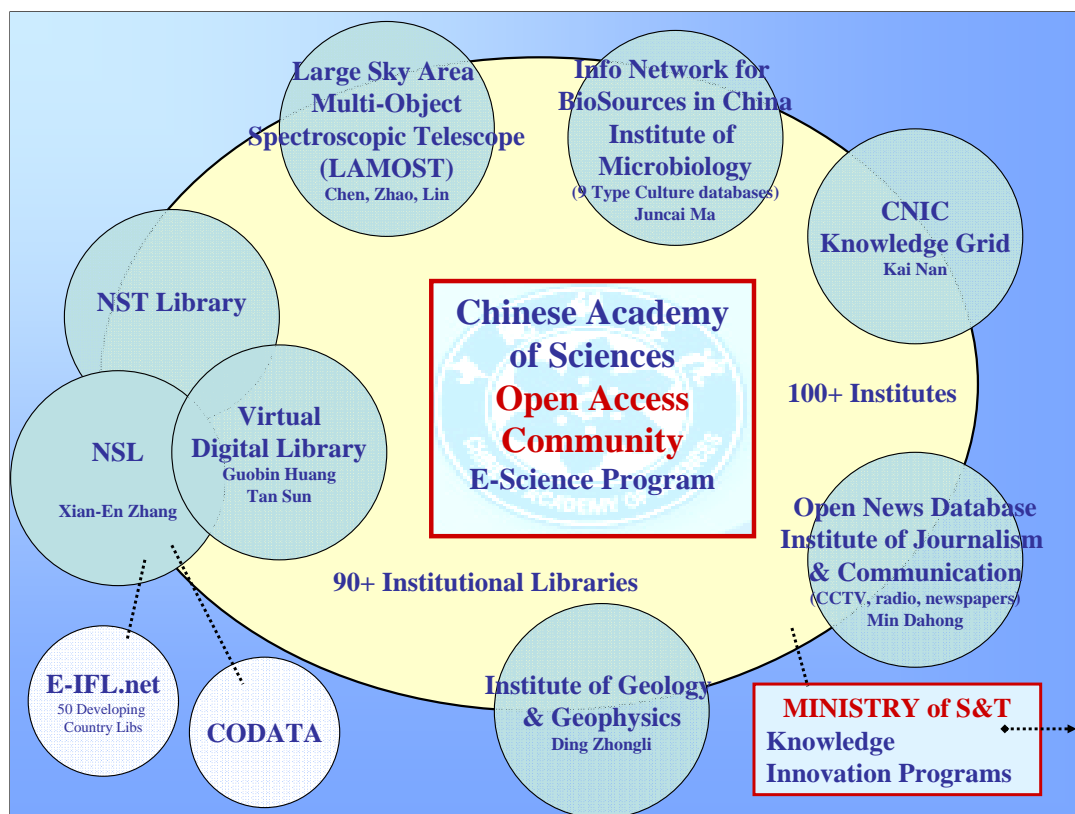 Large Sky Area
Multi-Object
Spectroscopic Telescope
(LAMOST)
Chen, Zhao, Lin
Info Network for
BioSources in China
Institute of
Microbiology
(9 Type Culture databases)
Juncai Ma
CNIC
Knowledge Grid
Kai Nan
NST Library
Chinese Academy
of Sciences
Open Access
Community
E-Science Program
100+ Institutes
Virtual
Digital Library
Guobin Huang
Tan Sun
NSL
Xian-En Zhang
Open News Database
Institute of Journalism
& Communication
(CCTV, radio, newspapers)
Min Dahong
90+ Institutional Libraries
E-IFL.net
50 Developing
Country Libs
CODATA
Institute of Geology
& Geophysics
Ding Zhongli
MINISTRY of S&T
Knowledge
Innovation Programs